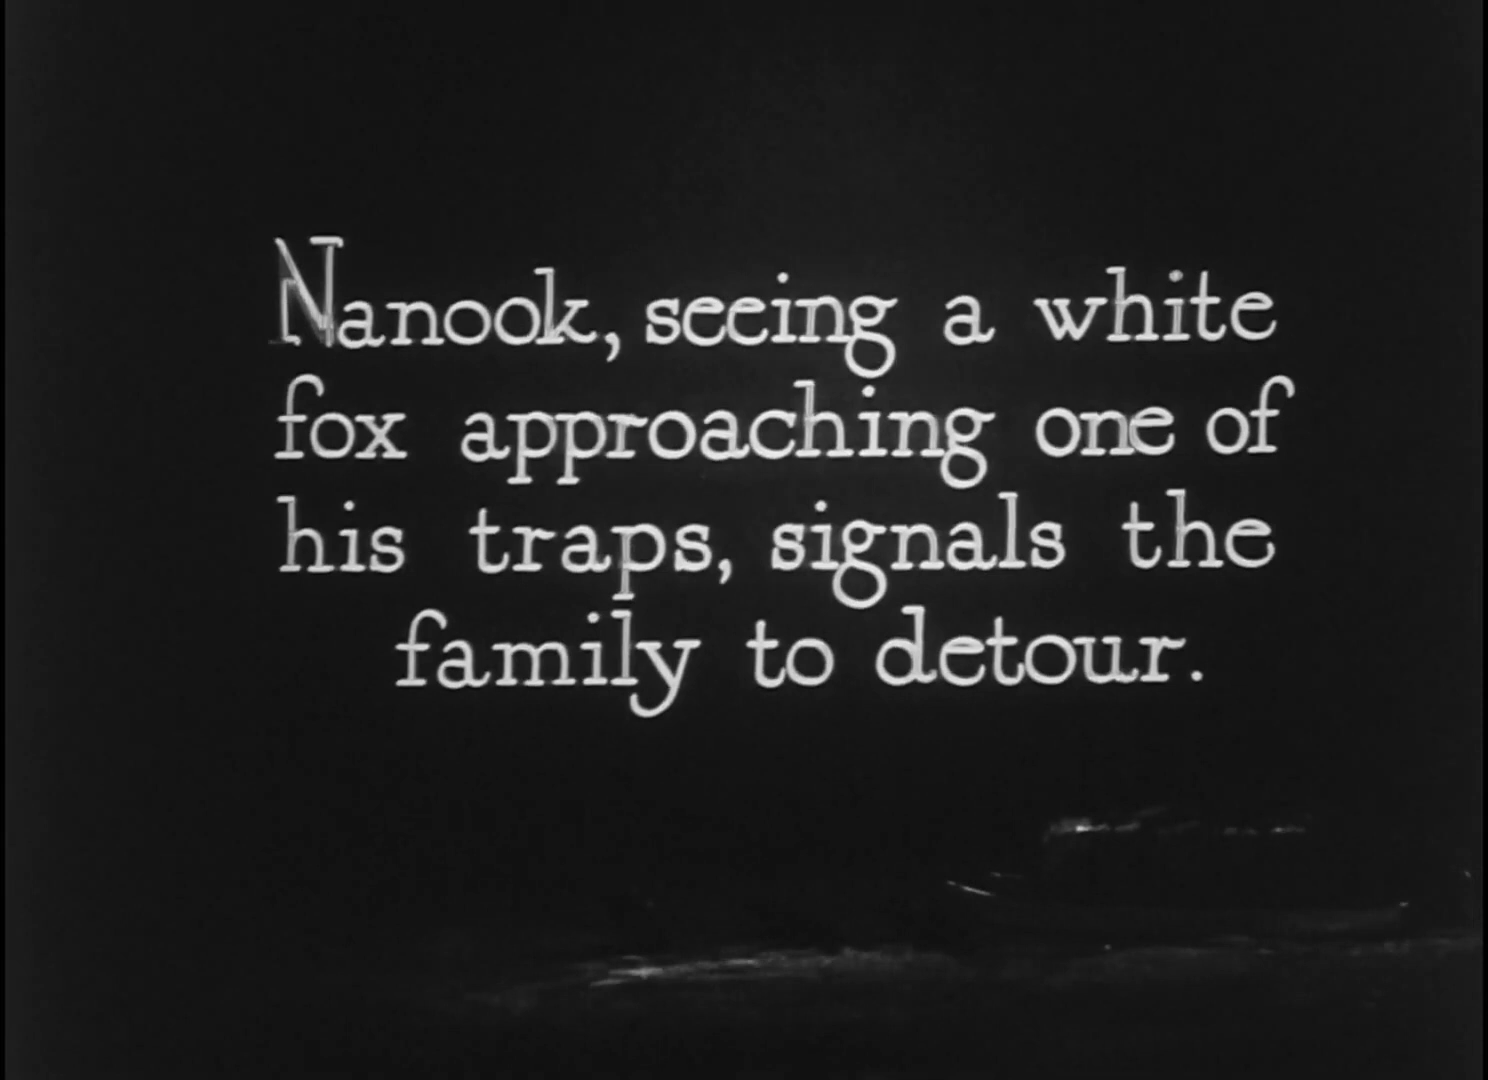 Nanook, seeing a white
fox approaching one of
his traps, signals the
family to detour.